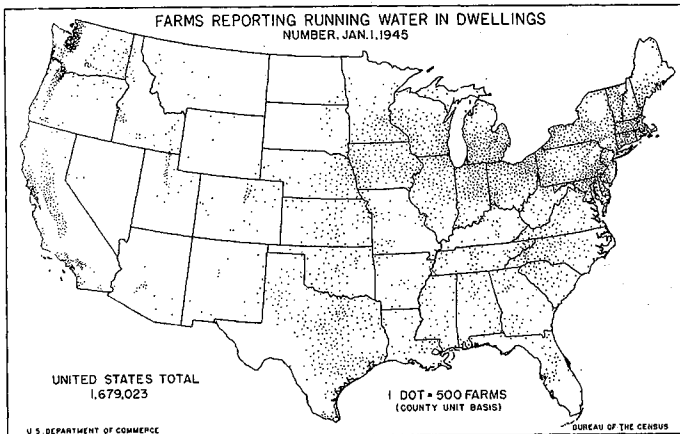 FARMS REPORTING RUNNING WATER IN DWELLINGS
NUMBER, JAN. 1, 1945
UNITED STATES TOTAL
1,679,023
1 DOT = 500 FARMS
(COUNTY UNIT BASIS)
U. S. DEPARTMENT OF COMMERCE
BUREAU OF THE CENSUS